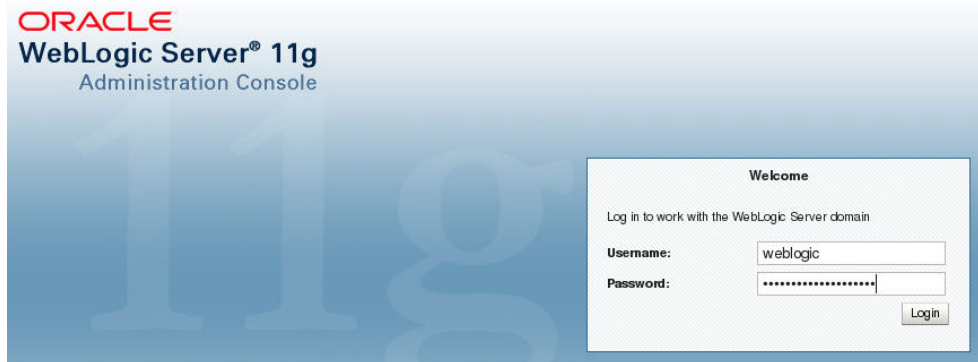 ORACLE
WebLogic Server® 11g
Administration Console
11g
Welcome
Log in to work with the WebLogic Server domain
Username: weblogic
Password: ••••••••••••••••••••
Login